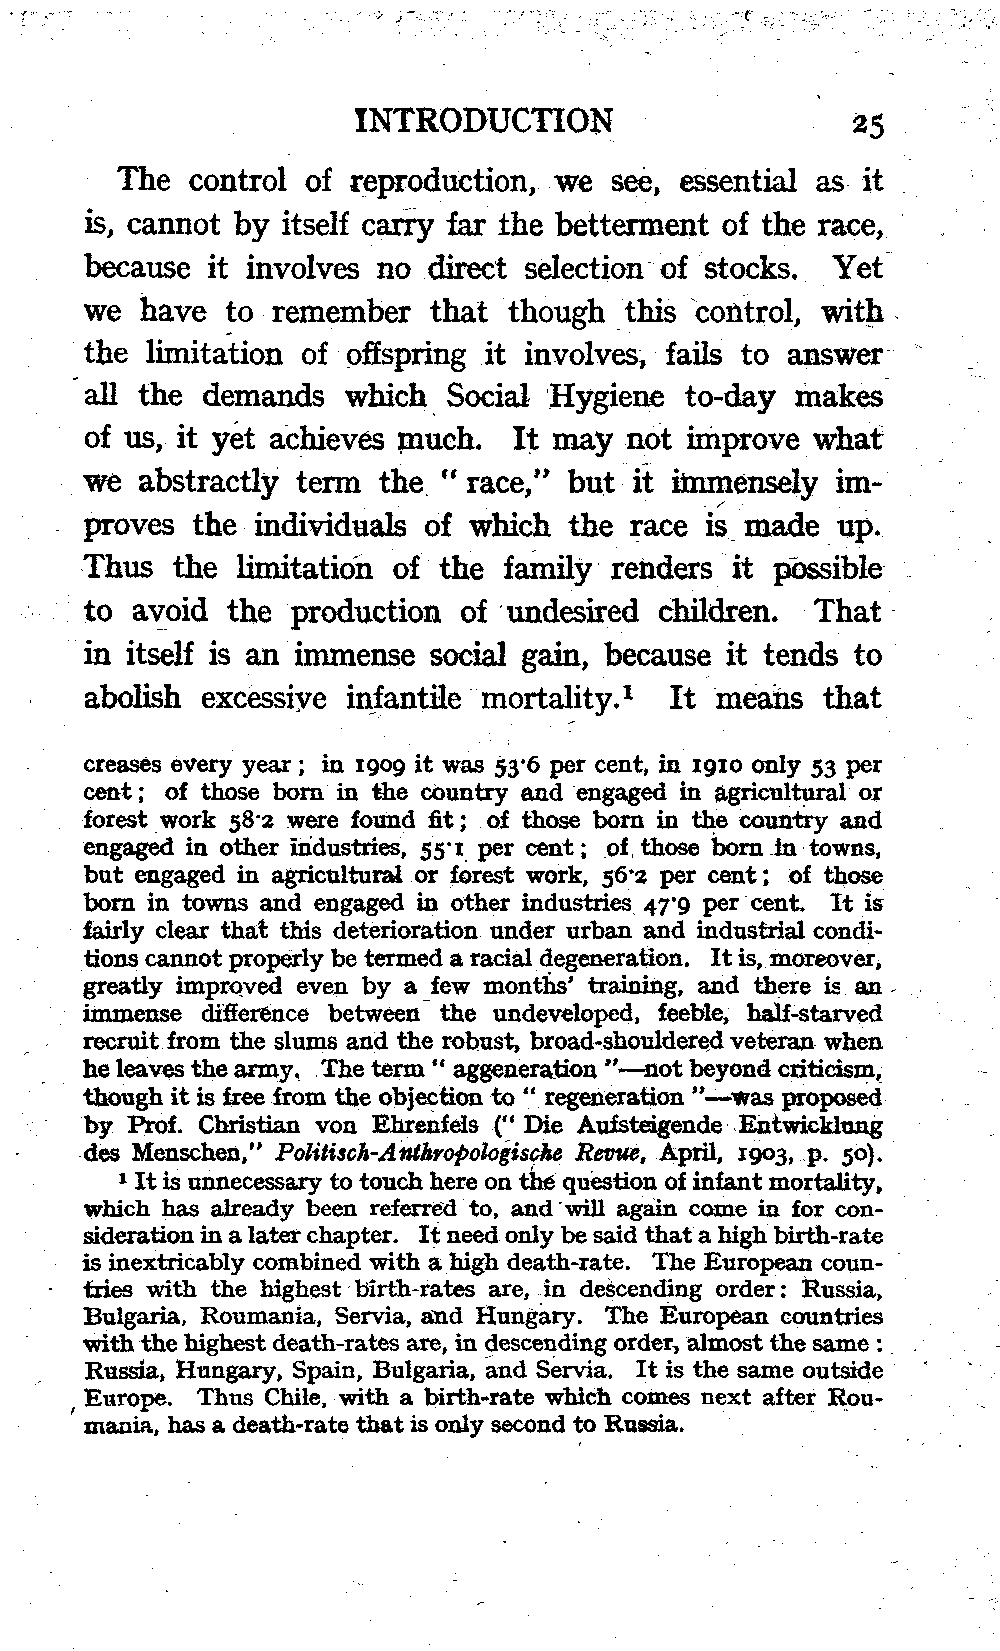 INTRODUCTION 25
The control of reproduction, we see, essential as it
is, cannot by itself carry far the betterment of the race,
because it involves no direct selection of stocks. Yet
we have to remember that though this control, with
the limitation of offspring it involves, fails to answer
all the demands which Social Hygiene to-day makes
of us, it yet achieves much. It may not improve what
we abstractly term the “ race,” but it immensely im-
proves the individuals of which the race is made up.
Thus the limitation of the family renders it possible
to avoid the production of undesired children. That
in itself is an immense social gain, because it tends to
abolish excessive infantile mortality.¹ It means that
creases every year ; in 1909 it was 53·6 per cent, in 1910 only 53 per
cent ; of those born in the country and engaged in agricultural or
forest work 58·2 were found fit ; of those born in the country and
engaged in other industries, 55·1 per cent ; of those born in towns,
but engaged in agricultural or forest work, 56·2 per cent ; of those
born in towns and engaged in other industries 47·9 per cent. It is
fairly clear that this deterioration under urban and industrial condi-
tions cannot properly be termed a racial degeneration. It is, moreover,
greatly improved even by a few months’ training, and there is an
immense difference between the undeveloped, feeble, half-starved
recruit from the slums and the robust, broad-shouldered veteran when
he leaves the army. The term “ aggeneration ”—not beyond criticism,
though it is free from the objection to “ regeneration ”—was proposed
by Prof. Christian von Ehrenfels (“ Die Aufsteigende Entwicklung
des Menschen,” Politisch-Anthropologische Revue, April, 1903, p. 50).
¹ It is unnecessary to touch here on the question of infant mortality,
which has already been referred to, and will again come in for con-
sideration in a later chapter. It need only be said that a high birth-rate
is inextricably combined with a high death-rate. The European coun-
tries with the highest birth-rates are, in descending order : Russia,
Bulgaria, Roumania, Servia, and Hungary. The European countries
with the highest death-rates are, in descending order, almost the same :
Russia, Hungary, Spain, Bulgaria, and Servia. It is the same outside
Europe. Thus Chile, with a birth-rate which comes next after Rou-
mania, has a death-rate that is only second to Russia.